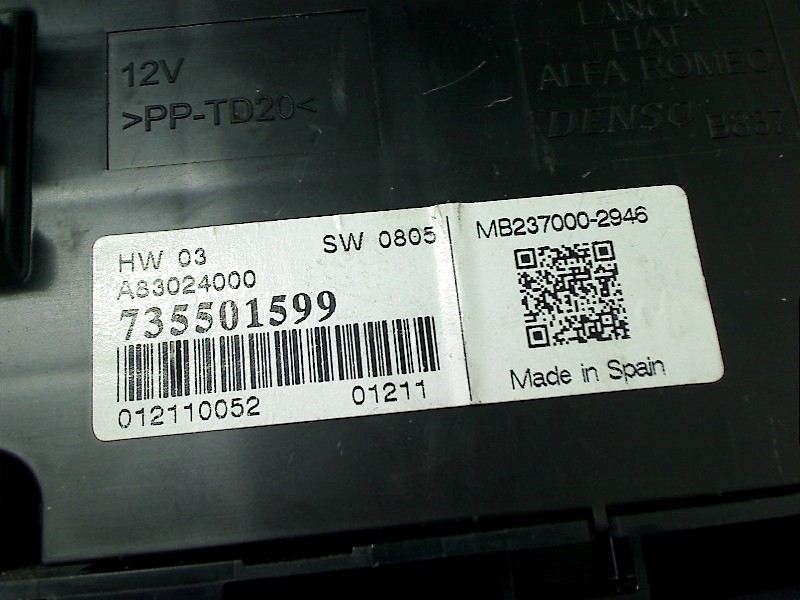 12V
>PP-TD20<
LANCIA
FIAT
ALFA ROMEO
DENSO B887
HW 03 SW 0805
A83024000
735501599
012110052 01211
MB237000-2946
Made in Spain